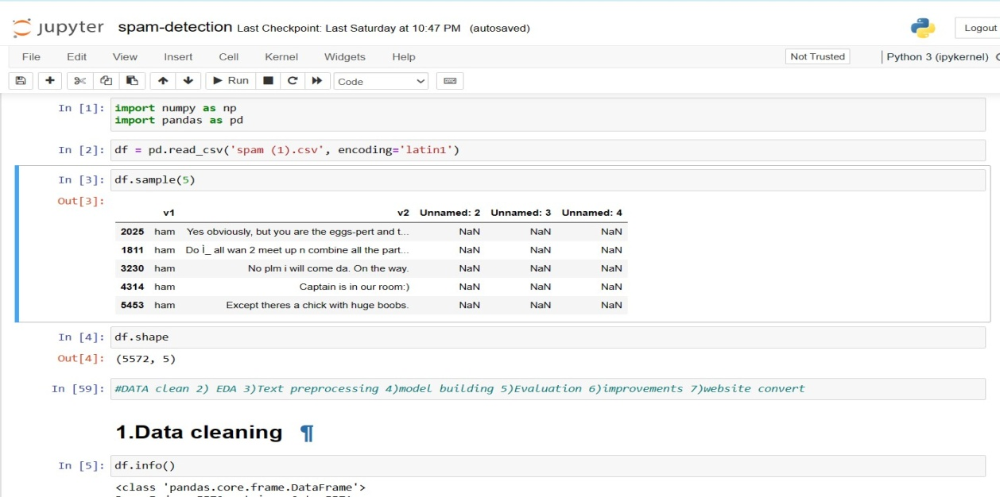 jupyter spam-detection Last Checkpoint: Last Saturday at 10:47 PM (autosaved) Logout
File Edit View Insert Cell Kernel Widgets Help Not Trusted Python 3 (ipykernel)
Run Code
In [1]: import numpy as np
import pandas as pd
In [2]: df = pd.read_csv('spam (1).csv', encoding='latin1')
In [3]: df.sample(5)
Out[3]:
v1 v2 Unnamed: 2 Unnamed: 3 Unnamed: 4
2025 ham Yes obviously, but you are the eggs-pert and t... NaN NaN NaN
1811 ham Do Ì_ all wan 2 meet up n combine all the part... NaN NaN NaN
3230 ham No plm i will come da. On the way. NaN NaN NaN
4314 ham Captain is in our room:) NaN NaN NaN
5453 ham Except theres a chick with huge boobs. NaN NaN NaN
In [4]: df.shape
Out[4]: (5572, 5)
In [59]: #DATA clean 2) EDA 3)Text preprocessing 4)model building 5)Evaluation 6)improvements 7)website convert
1.Data cleaning ¶
In [5]: df.info()
<class 'pandas.core.frame.DataFrame'>